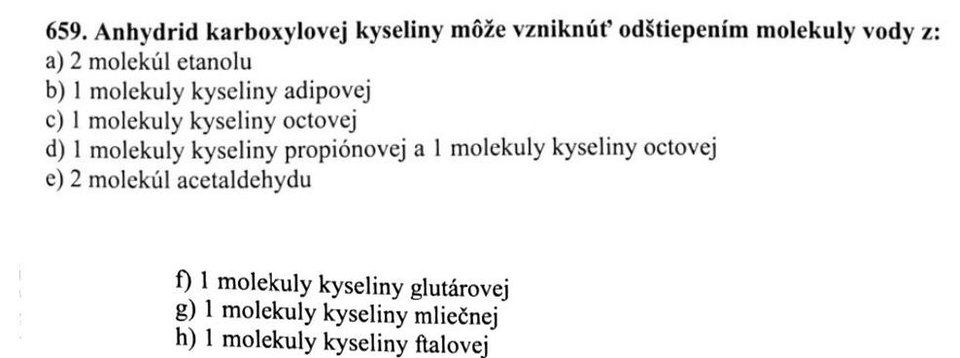 659. Anhydrid karboxylovej kyseliny môže vzniknúť odštiepením molekuly vody z:
a) 2 molekúl etanolu
b) 1 molekuly kyseliny adipovej
c) 1 molekuly kyseliny octovej
d) 1 molekuly kyseliny propiónovej a 1 molekuly kyseliny octovej
e) 2 molekúl acetaldehydu
f) 1 molekuly kyseliny glutárovej
g) 1 molekuly kyseliny mliečnej
h) 1 molekuly kyseliny ftalovej